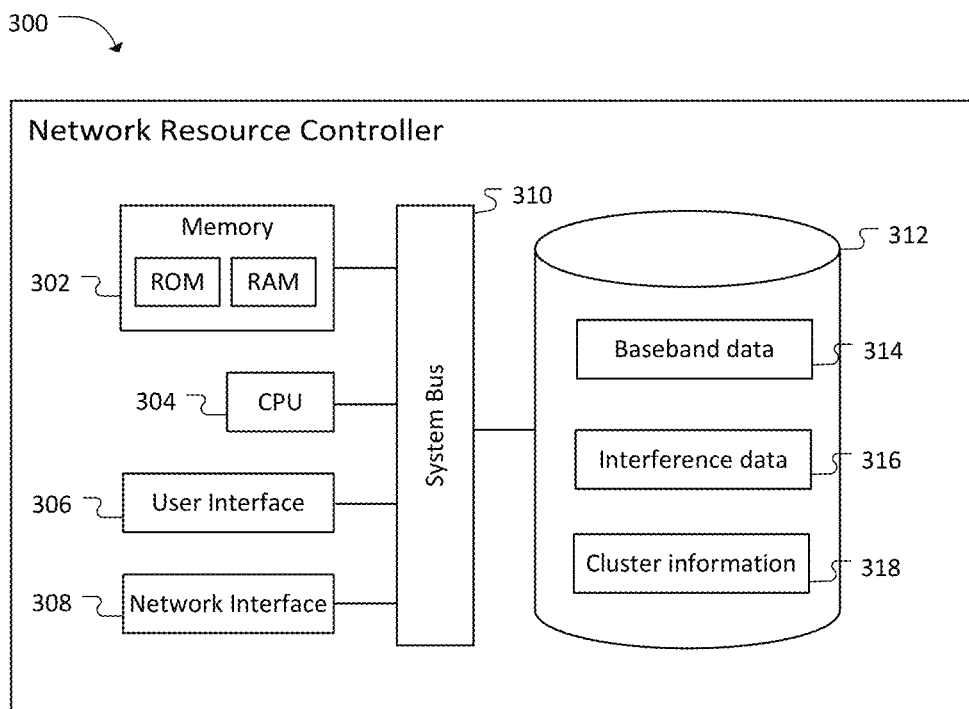 300
Network Resource Controller
310
312
Memory
302
ROM RAM
Baseband data
314
304
CPU
System Bus
Interference data
316
306
User Interface
Cluster information
318
308
Network Interface